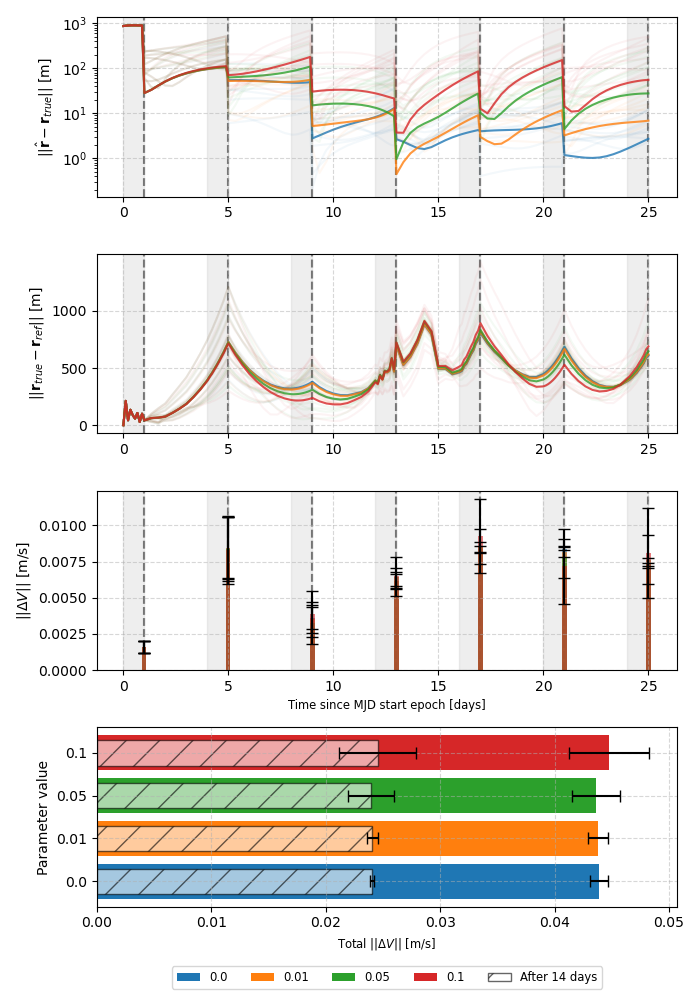 ||r̂ − r_true|| [m]
10³
10²
10¹
10⁰
0 5 10 15 20 25
||r_true − r_ref|| [m]
1000
500
0
0 5 10 15 20 25
||ΔV|| [m/s]
0.0100
0.0075
0.0050
0.0025
0.0000
0 5 10 15 20 25
Time since MJD start epoch [days]
Parameter value
0.1
0.05
0.01
0.0
0.00 0.01 0.02 0.03 0.04 0.05
Total ||ΔV|| [m/s]
0.0 0.01 0.05 0.1 After 14 days